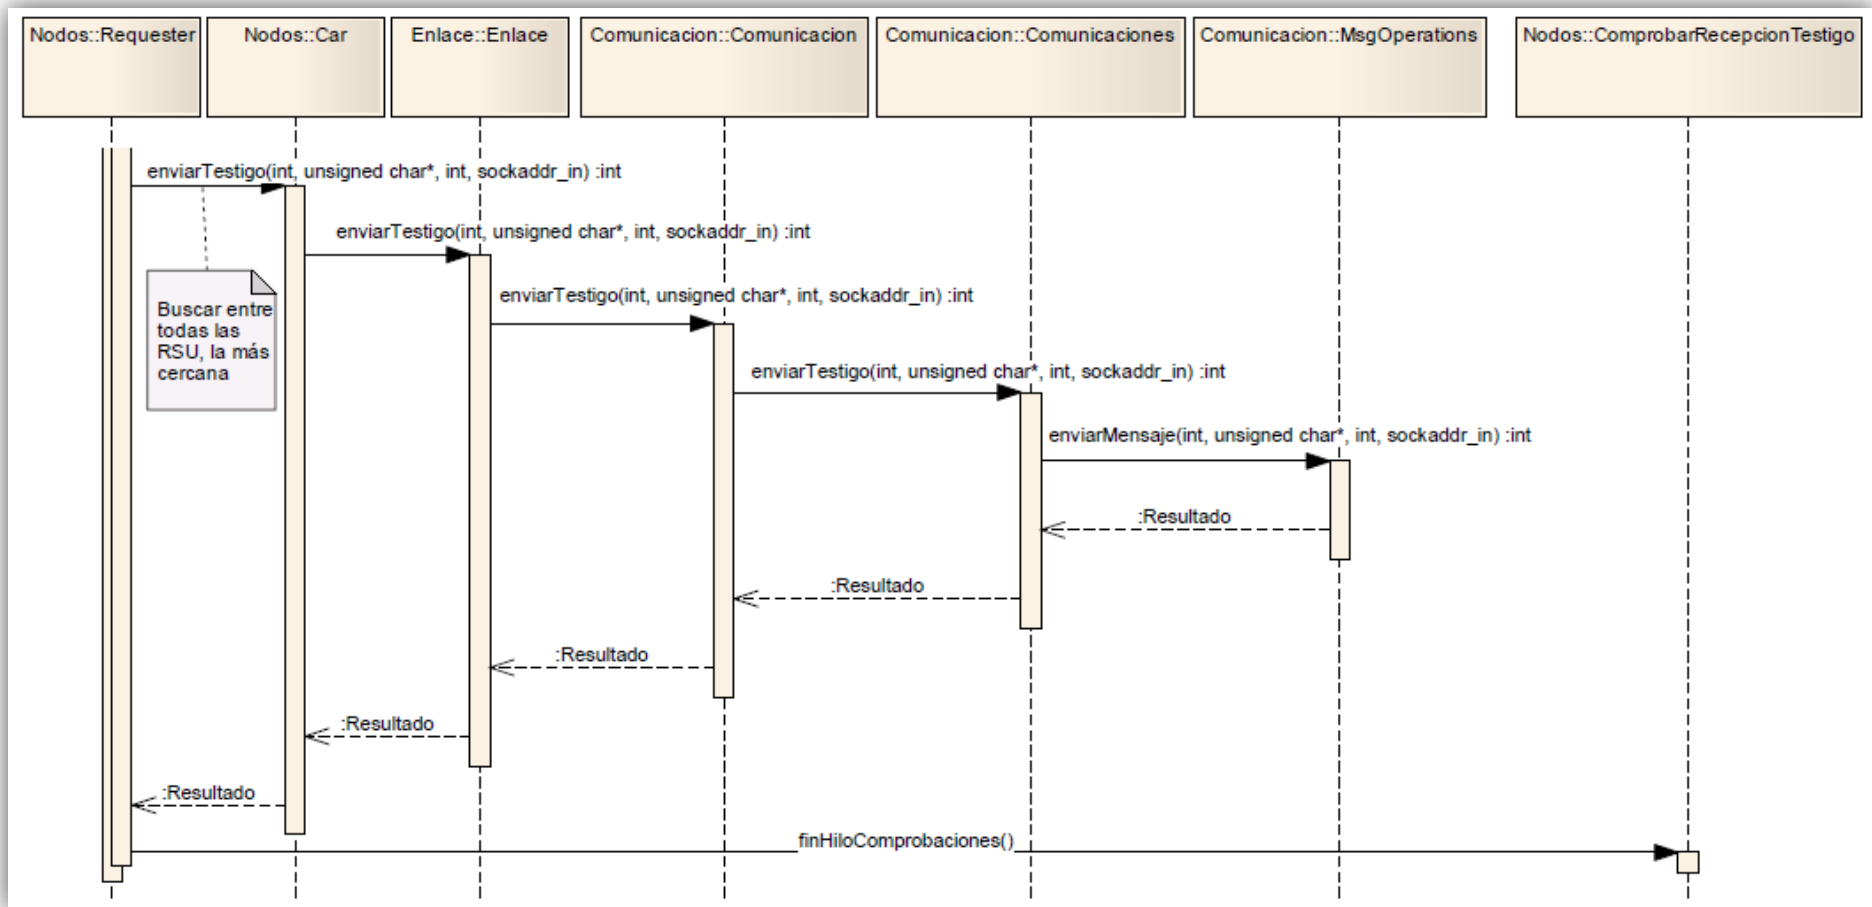 Nodos::Requester
Nodos::Car
Enlace::Enlace
Comunicacion::Comunicacion
Comunicacion::Comunicaciones
Comunicacion::MsgOperations
Nodos::ComprobarRecepcionTestigo
enviarTestigo(int, unsigned char*, int, sockaddr_in) :int
enviarTestigo(int, unsigned char*, int, sockaddr_in) :int
enviarTestigo(int, unsigned char*, int, sockaddr_in) :int
Buscar entre
todas las
RSU, la más
cercana
enviarTestigo(int, unsigned char*, int, sockaddr_in) :int
enviarMensaje(int, unsigned char*, int, sockaddr_in) :int
:Resultado
:Resultado
:Resultado
:Resultado
:Resultado
finHiloComprobaciones()